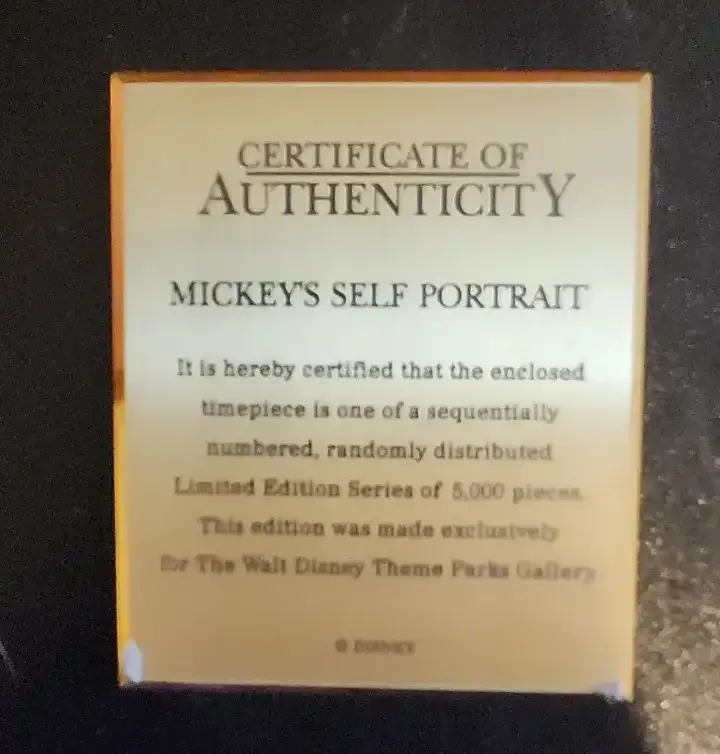 CERTIFICATE OF
AUTHENTICITY
MICKEY'S SELF PORTRAIT
It is hereby certified that the enclosed
timepiece is one of a sequentially
numbered, randomly distributed
Limited Edition Series of 5,000 pieces.
This edition was made exclusively
for The Walt Disney Theme Parks Gallery
© DISNEY